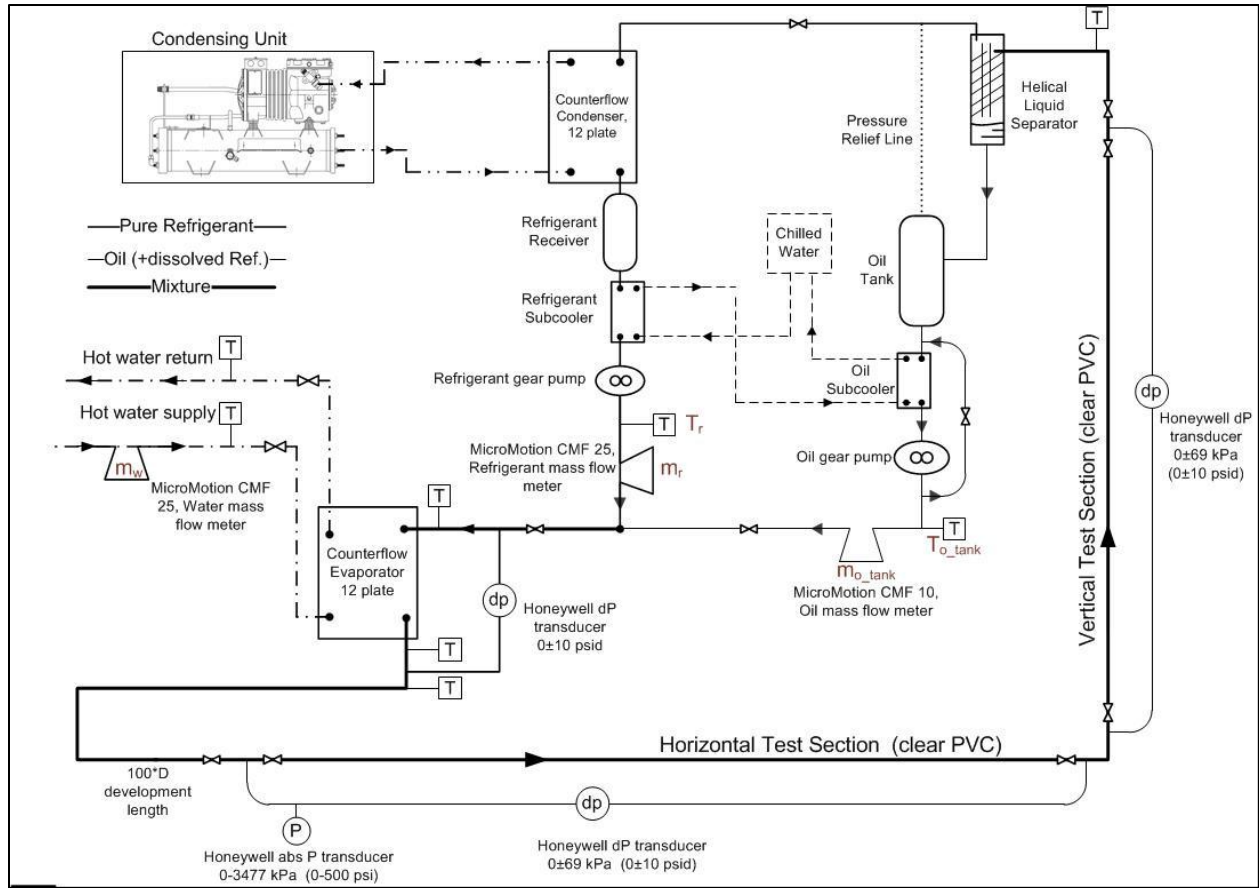 Condensing Unit
Counterflow
Condenser,
12 plate
T
Helical
Liquid
Separator
Pressure
Relief Line
Pure Refrigerant
Oil (+dissolved Ref.)
Mixture
Refrigerant
Receiver
Chilled
Water
Oil
Tank
Refrigerant
Subcooler
Oil
Subcooler
Hot water return
T
Hot water supply
T
Refrigerant gear pump
T
Tr
MicroMotion CMF 25,
Refrigerant mass flow
meter
mr
Oil gear pump
dp
Honeywell dP
transducer
0±69 kPa
(0±10 psid)
Vertical Test Section (clear PVC)
mw
MicroMotion CMF
25, Water mass
flow meter
T
T
To_tank
mo_tank
MicroMotion CMF 10,
Oil mass flow meter
Counterflow
Evaporator
12 plate
dp
Honeywell dP
transducer
0±10 psid
T
T
Horizontal Test Section (clear PVC)
100*D
development
length
P
dp
Honeywell abs P transducer
0-3477 kPa (0-500 psi)
Honeywell dP transducer
0±69 kPa (0±10 psid)